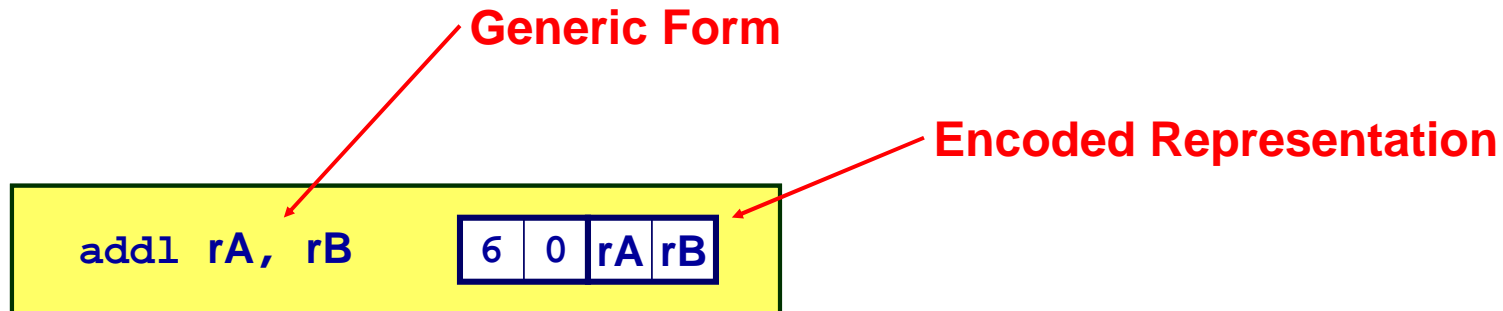 Generic Form
Encoded Representation
addl rA, rB 6 0 rA rB